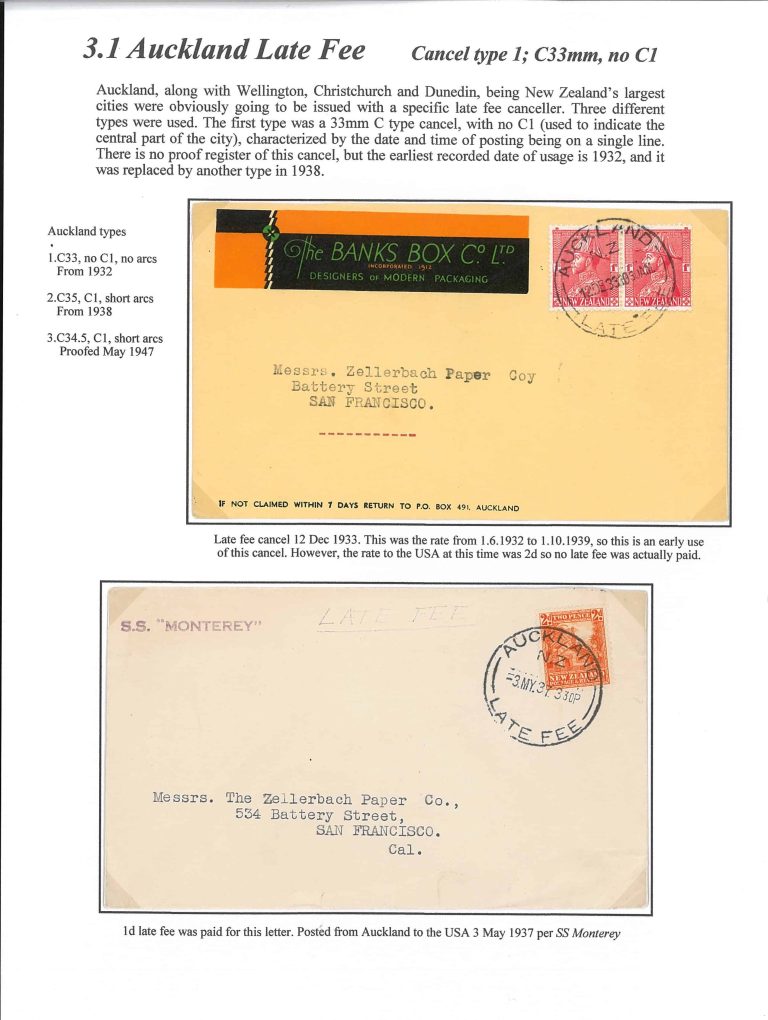 3.1 Auckland Late Fee Cancel type 1; C33mm, no C1
Auckland, along with Wellington, Christchurch and Dunedin, being New Zealand's largest
cities were obviously going to be issued with a specific late fee canceller. Three different
types were used. The first type was a 33mm C type cancel, with no C1 (used to indicate the
central part of the city), characterized by the date and time of posting being on a single line.
There is no proof register of this cancel, but the earliest recorded date of usage is 1932, and it
was replaced by another type in 1938.
Auckland types
1.C33, no C1, no arcs
From 1932
2.C35, C1, short arcs
From 1938
3.C34.5, C1, short arcs
Proofed May 1947
The BANKS BOX Co. LTD
INCORPORATED 1912
DESIGNERS OF MODERN PACKAGING
AUCKLAND
N.Z
12DE 33
LATE FEE
NEW ZEALAND
NEW ZEALAND
Messrs. Zellerbach Paper Coy
Battery Street
SAN FRANCISCO.
IF NOT CLAIMED WITHIN 7 DAYS RETURN TO P.O. BOX 491, AUCKLAND
Late fee cancel 12 Dec 1933. This was the rate from 1.6.1932 to 1.10.1939, so this is an early use
of this cancel. However, the rate to the USA at this time was 2d so no late fee was actually paid.
S.S. "MONTEREY"
LATE FEE
2D TWO PENCE 2D
NEW ZEALAND
AUCKLAND
N.Z
=3.MY.37. 330P
LATE FEE
Messrs. The Zellerbach Paper Co.,
534 Battery Street,
SAN FRANCISCO.
Cal.
1d late fee was paid for this letter. Posted from Auckland to the USA 3 May 1937 per SS Monterey